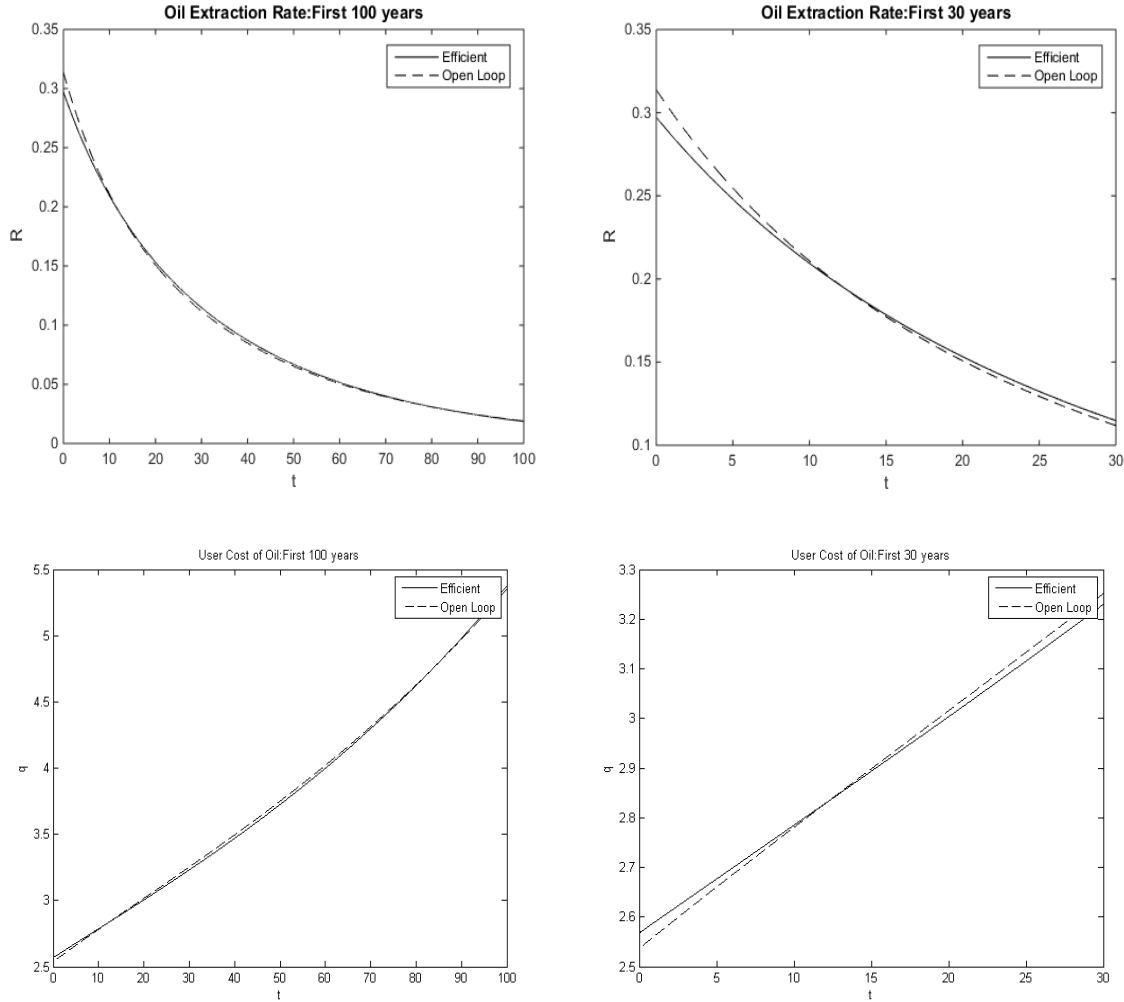 Oil Extraction Rate:First 100 years
0.35
0.3
0.25
0.2
0.15
0.1
0.05
0
R
0 10 20 30 40 50 60 70 80 90 100
t
Efficient
Open Loop
Oil Extraction Rate:First 30 years
0.35
0.3
0.25
0.2
0.15
0.1
R
0 5 10 15 20 25 30
t
Efficient
Open Loop
User Cost of Oil:First 100 years
5.5
5
4.5
4
3.5
3
2.5
q
0 10 20 30 40 50 60 70 80 90 100
t
Efficient
Open Loop
User Cost of Oil:First 30 years
3.3
3.2
3.1
3
2.9
2.8
2.7
2.6
2.5
q
0 5 10 15 20 25 30
t
Efficient
Open Loop